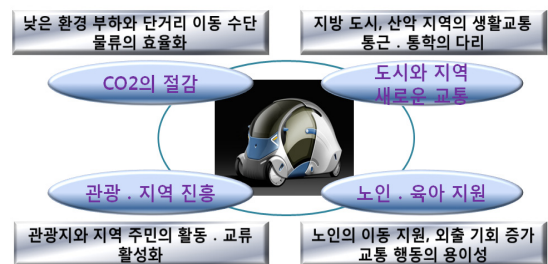 낮은 환경 부하와 단거리 이동 수단
물류의 효율화
지방 도시, 산악 지역의 생활교통
통근 . 통학의 다리
CO2의 절감
도시와 지역
새로운 교통
관광 . 지역 진흥
노인 . 육아 지원
관광지와 지역 주민의 활동 . 교류
활성화
노인의 이동 지원, 외출 기회 증가
교통 행동의 용이성